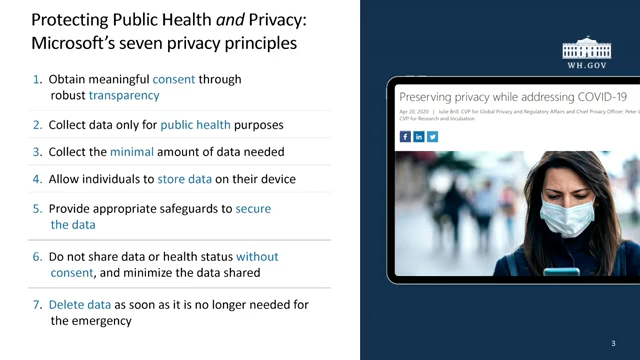 Protecting Public Health and Privacy:
Microsoft's seven privacy principles
1. Obtain meaningful consent through
robust transparency
2. Collect data only for public health purposes
3. Collect the minimal amount of data needed
4. Allow individuals to store data on their device
5. Provide appropriate safeguards to secure
the data
6. Do not share data or health status without
consent, and minimize the data shared
7. Delete data as soon as it is no longer needed for
the emergency
WH.GOV
Preserving privacy while addressing COVID-19
Apr 20, 2020 | Julie Brill, CVP for Global Privacy and Regulatory Affairs and Chief Privacy Officer; Peter
CVP for Research and Incubation
3